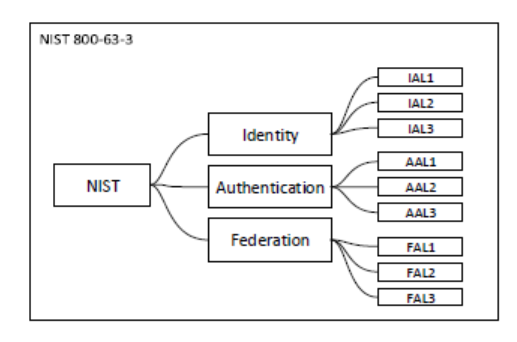 NIST 800-63-3
NIST
Identity
Authentication
Federation
IAL1
IAL2
IAL3
AAL1
AAL2
AAL3
FAL1
FAL2
FAL3